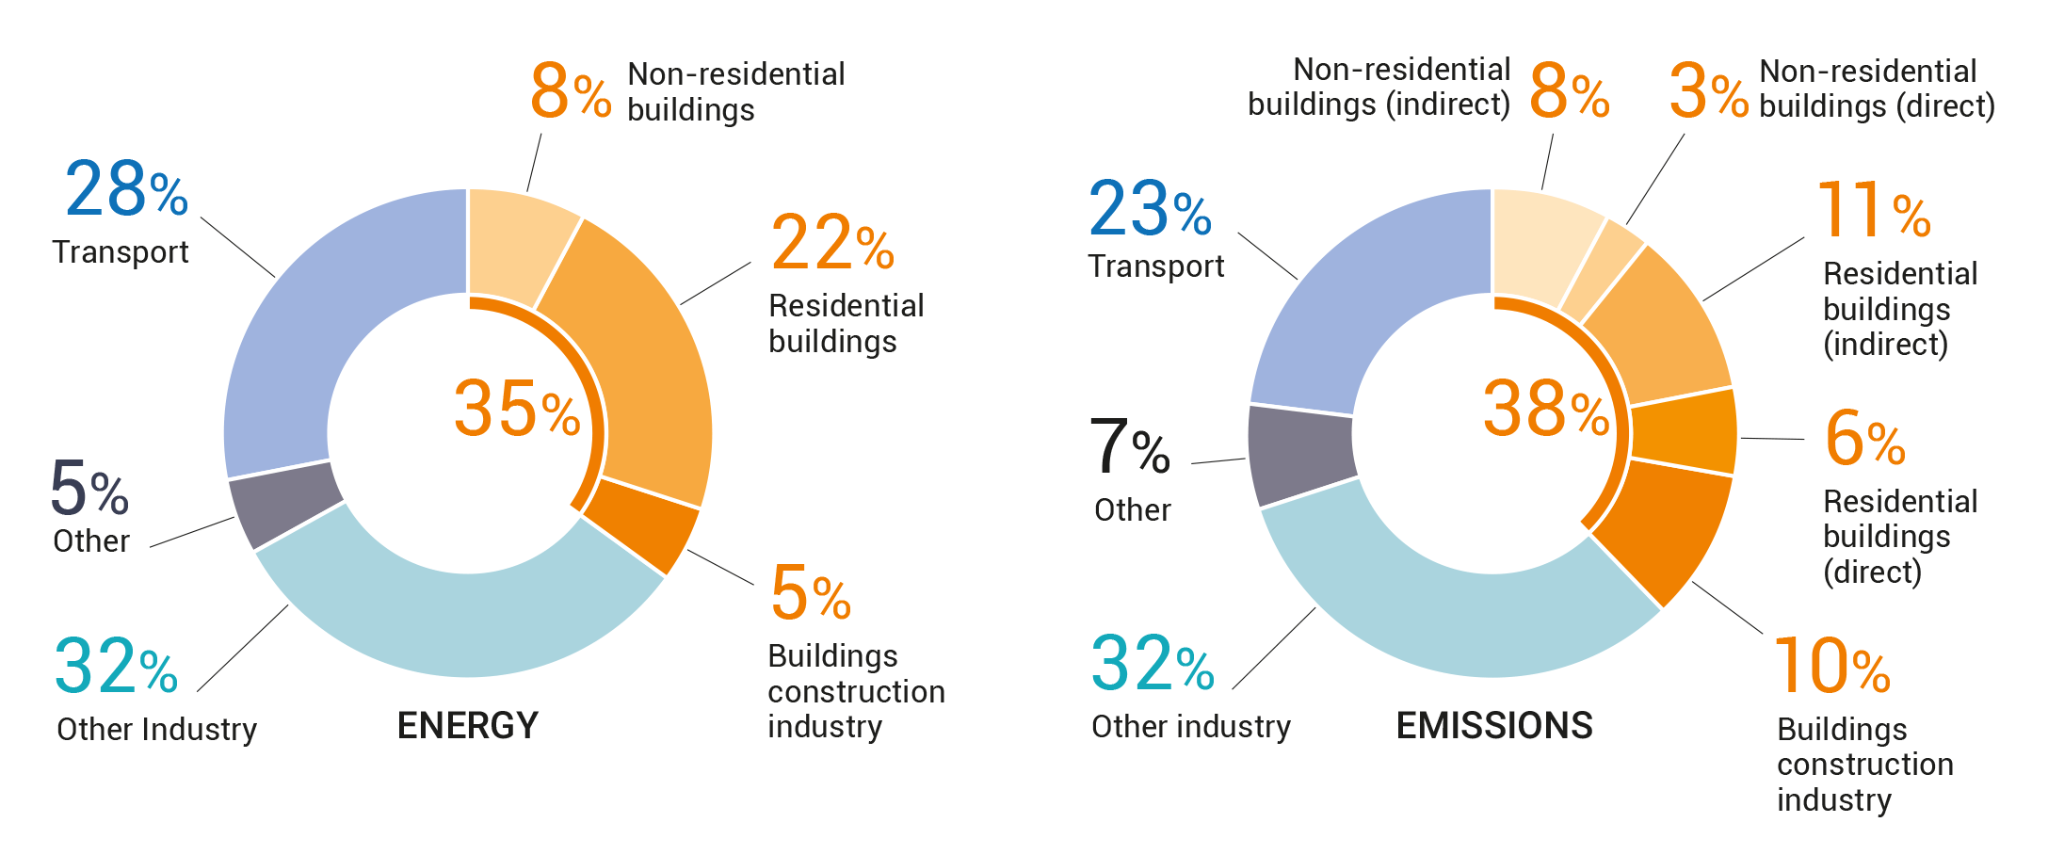 8% Non-residential
buildings
28%
Transport
22%
Residential
buildings
35%
5%
Other
5%
Buildings
construction
industry
32%
Other Industry
ENERGY
Non-residential
buildings (indirect) 8%
3% Non-residential
buildings (direct)
23%
Transport
11%
Residential
buildings
(indirect)
38%
7%
Other
6%
Residential
buildings
(direct)
32%
Other industry
10%
Buildings
construction
industry
EMISSIONS